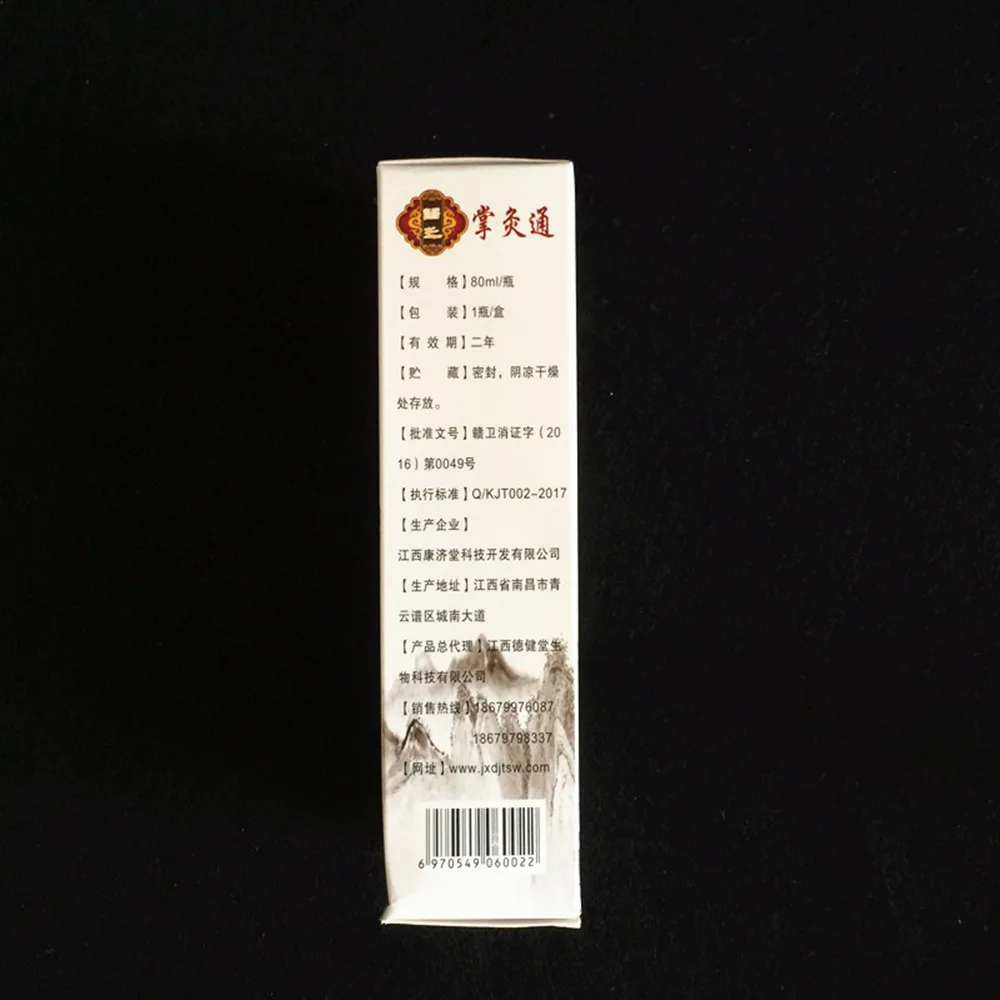 掌灸通
【规　　格】80ml/瓶
【包　　装】1瓶/盒
【有 效 期】二年
【贮　　藏】密封，阴凉干燥
处存放。
【批准文号】赣卫消证字（20
16）第0049号
【执行标准】Q/KJT002-2017
【生产企业】
江西康济堂科技开发有限公司
【生产地址】江西省南昌市青
云谱区城南大道
【产品总代理】江西德健堂生
物科技有限公司
【销售热线】18679976087
18679798337
【网址】www.jxdjtsw.com
6 970549 060022